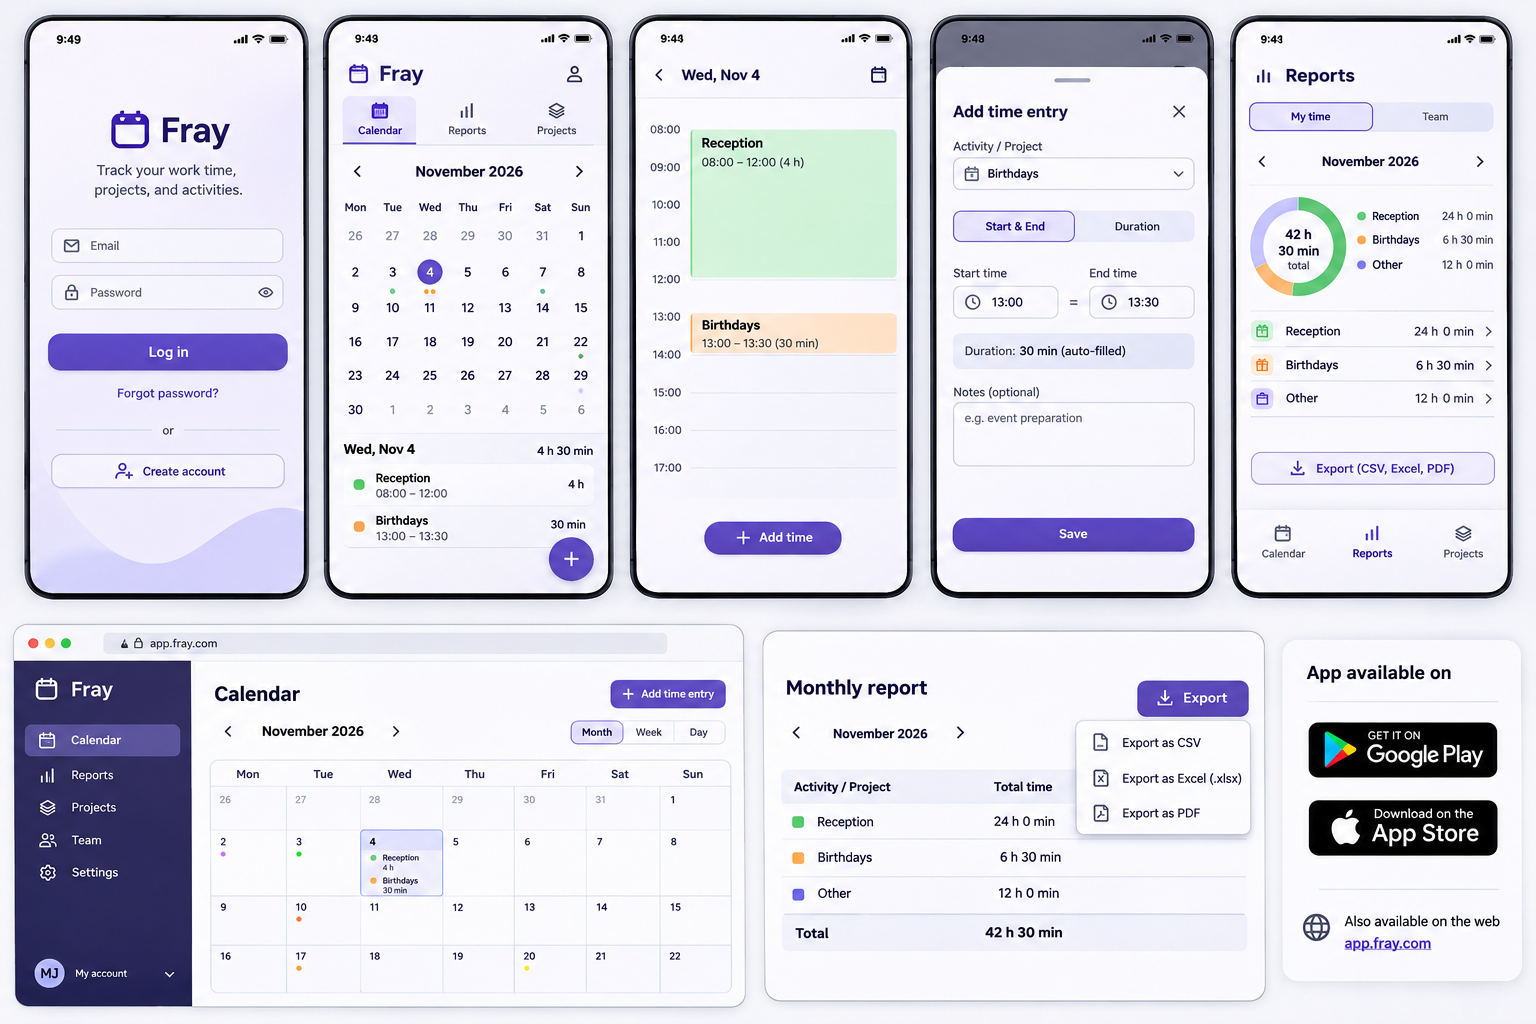 9:49
Fray
Track your work time,
projects, and activities.
Email
Password
Log in
Forgot password?
or
Create account
9:43
Fray
Calendar Reports Projects
November 2026
Mon Tue Wed Thu Fri Sat Sun
26 27 28 29 30 31 1
2 3 4 5 6 7 8
9 10 11 12 13 14 15
16 17 18 19 20 21 22
23 24 25 26 27 28 29
30 1 2 3 4 5 6
Wed, Nov 4 4 h 30 min
Reception
08:00 – 12:00 4 h
Birthdays 30 min
13:00 – 13:30
9:44
Wed, Nov 4
08:00
Reception
08:00 – 12:00 (4 h)
09:00
10:00
11:00
12:00
13:00
Birthdays
13:00 – 13:30 (30 min)
14:00
15:00
16:00
17:00
Add time
9:43
Add time entry
Activity / Project
Birthdays
Start & End Duration
Start time End time
13:00 = 13:30
Duration: 30 min (auto-filled)
Notes (optional)
e.g. event preparation
Save
9:43
Reports
My time Team
November 2026
42 h
30 min
total
Reception 24 h 0 min
Birthdays 6 h 30 min
Other 12 h 0 min
Reception 24 h 0 min
Birthdays 6 h 30 min
Other 12 h 0 min
Export (CSV, Excel, PDF)
Calendar Reports Projects
app.fray.com
Fray
Calendar
Reports
Projects
Team
Settings
MJ My account
Calendar
Add time entry
November 2026
Month Week Day
Mon Tue Wed Thu Fri Sat Sun
26 27 28 29 30 31 1
2 3 4 5 6 7 8
Reception
4 h
Birthdays
30 min
9 10 11 12 13 14 15
16 17 18 19 20 21 22
Monthly report
Export
November 2026
Export as CSV
Export as Excel (.xlsx)
Export as PDF
Activity / Project Total time
Reception 24 h 0 min
Birthdays 6 h 30 min
Other 12 h 0 min
Total 42 h 30 min
App available on
GET IT ON
Google Play
Download on the
App Store
Also available on the web
app.fray.com